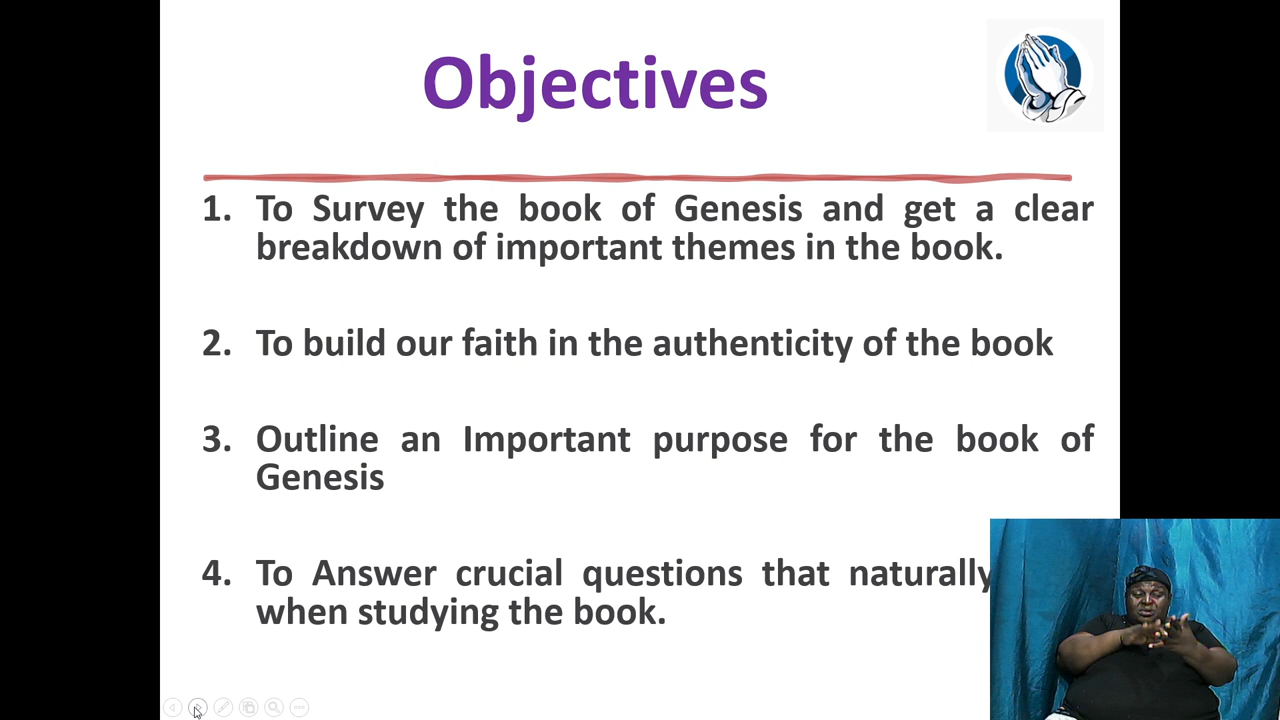 Objectives
1. To Survey the book of Genesis and get a clear
breakdown of important themes in the book.
2. To build our faith in the authenticity of the book
3. Outline an Important purpose for the book of
Genesis
4. To Answer crucial questions that naturally
when studying the book.